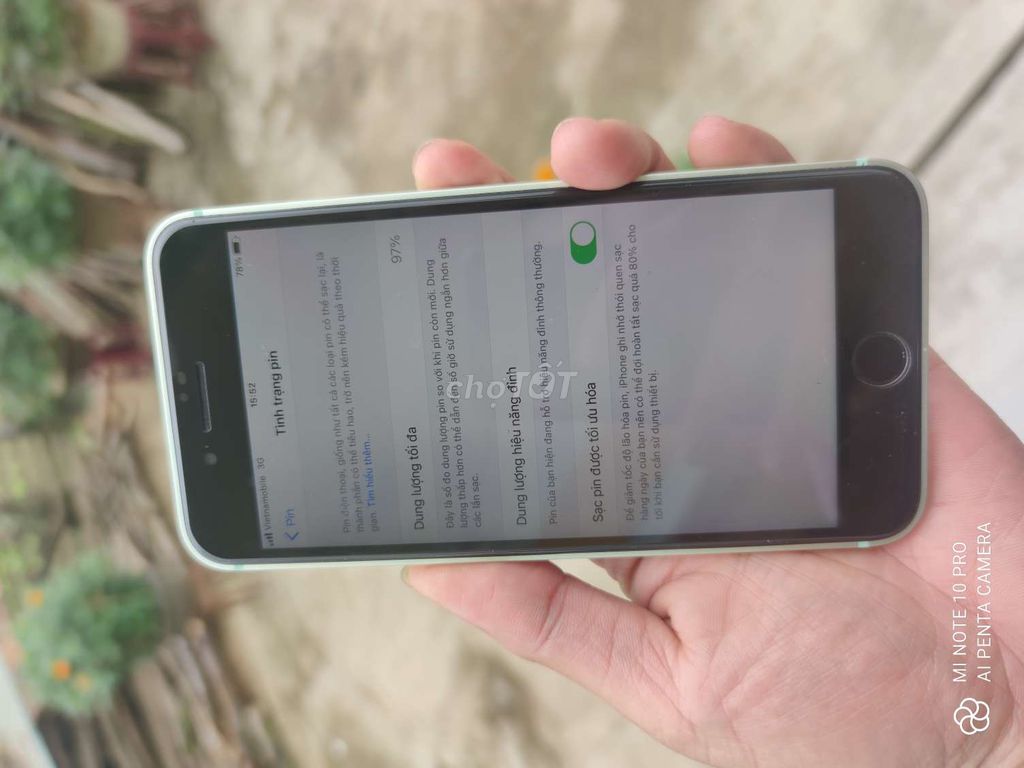 Vietnamobile 3G 15:52 78%
Pin
Tình trạng pin
Pin điện thoại, giống như tất cả các loại pin có thể sạc lại, là
thành phần có thể tiêu hao, trở nên kém hiệu quả theo thời
gian. Tìm hiểu thêm...
Dung lượng tối đa 97%
Đây là số đo dung lượng pin so với khi pin còn mới. Dung
lượng thấp hơn có thể dẫn đến số giờ sử dụng ngắn hơn giữa
các lần sạc.
Dung lượng hiệu năng đỉnh
Pin của bạn hiện đang hỗ trợ hiệu năng đỉnh thông thường.
Sạc pin được tối ưu hóa
Để giảm tốc độ lão hóa pin, iPhone ghi nhớ thói quen sạc
hàng ngày của bạn nên có thể đợi hoàn tất sạc quá 80% cho
tới khi bạn cần sử dụng thiết bị.
chợTỐT
MI NOTE 10 PRO
AI PENTA CAMERA